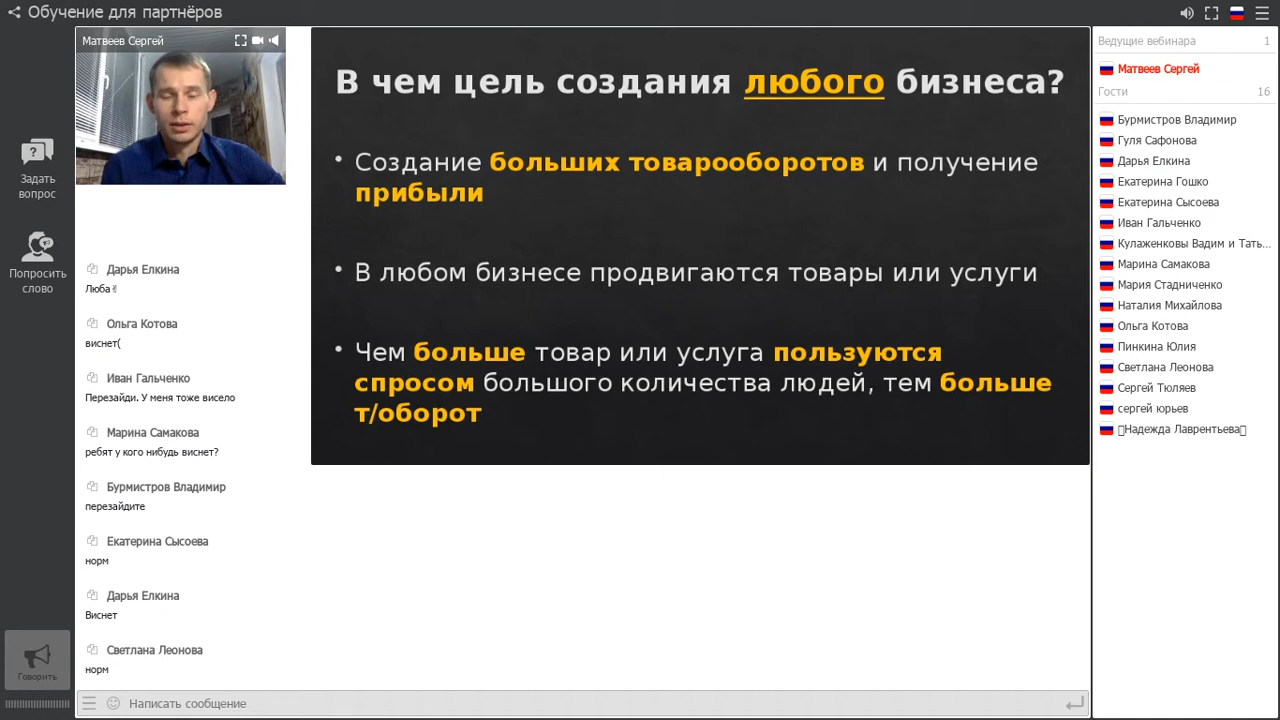 Обучение для партнёров
Матвеев Сергей
Задать
вопрос
Попросить
слово
Говорить
Дарья Елкина
Люба✌
Ольга Котова
виснет(
Иван Гальченко
Перезайди. У меня тоже висело
Марина Самакова
ребят у кого нибудь виснет?
Бурмистров Владимир
перезайдите
Екатерина Сысоева
норм
Дарья Елкина
Виснет
Светлана Леонова
норм
Написать сообщение
В чем цель создания любого бизнеса?
• Создание больших товарооборотов и получение
прибыли
• В любом бизнесе продвигаются товары или услуги
• Чем больше товар или услуга пользуются
спросом большого количества людей, тем больше
т/оборот
Ведущие вебинара 1
Матвеев Сергей
Гости 16
Бурмистров Владимир
Гуля Сафонова
Дарья Елкина
Екатерина Гошко
Екатерина Сысоева
Иван Гальченко
Кулаженковы Вадим и Тать...
Марина Самакова
Мария Стадниченко
Наталия Михайлова
Ольга Котова
Пинкина Юлия
Светлана Леонова
Сергей Тюляев
сергей юрьев
Надежда Лаврентьева